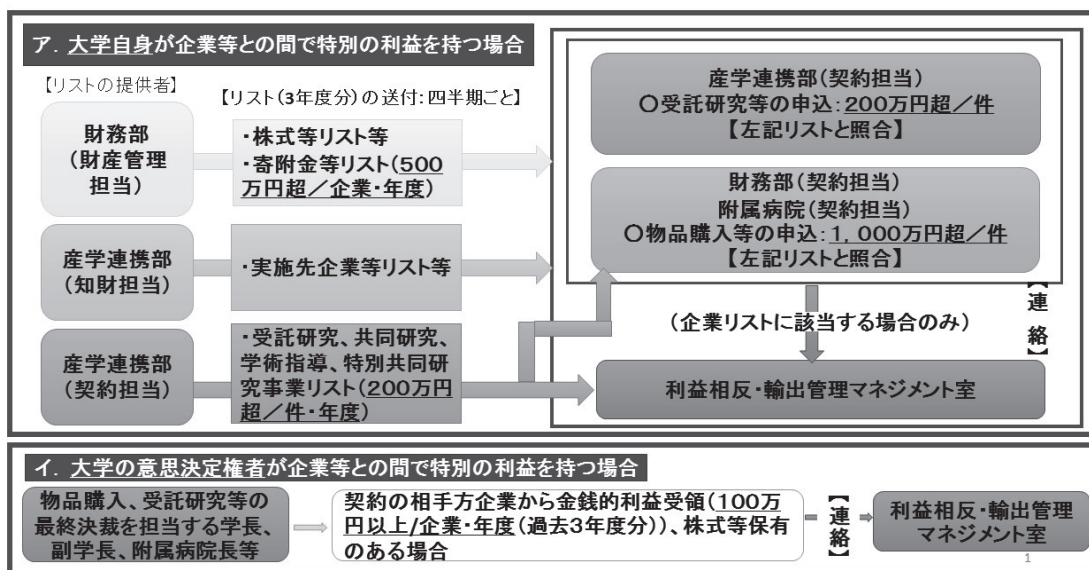 ア．大学自身が企業等との間で特別の利益を持つ場合
【リストの提供者】
【リスト（3年度分）の送付：四半期ごと】
財務部
（財産管理
担当）
・株式等リスト等
・寄附金等リスト（500
万円超／企業・年度）
産学連携部
（知財担当）
・実施先企業等リスト等
産学連携部
（契約担当）
・受託研究、共同研究、
学術指導、特別共同研
究事業リスト（200万円
超／件・年度）
産学連携部（契約担当）
〇受託研究等の申込：200万円超／件
【左記リストと照合】
財務部（契約担当）
附属病院（契約担当）
〇物品購入等の申込：1，000万円超／件
【左記リストと照合】
（企業リストに該当する場合のみ）
【連絡】
利益相反・輸出管理マネジメント室
イ．大学の意思決定権者が企業等との間で特別の利益を持つ場合
物品購入、受託研究等の
最終決裁を担当する学長、
副学長、附属病院長等
契約の相手方企業から金銭的利益受領（100万
円以上/企業・年度（過去3年度分））、株式等保有
のある場合
【連絡】
利益相反・輸出管理
マネジメント室
1